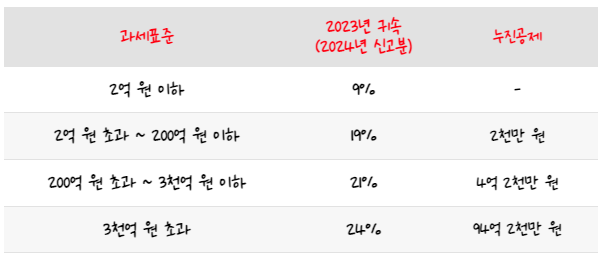 과세표준 2023년 귀속 누진공제
(2024년 신고분)
2억 원 이하 9% -
2억 원 초과 ~ 200억 원 이하 19% 2천만 원
200억 원 초과 ~ 3천억 원 이하 21% 4억 2천만 원
3천억 원 초과 24% 94억 2천만 원